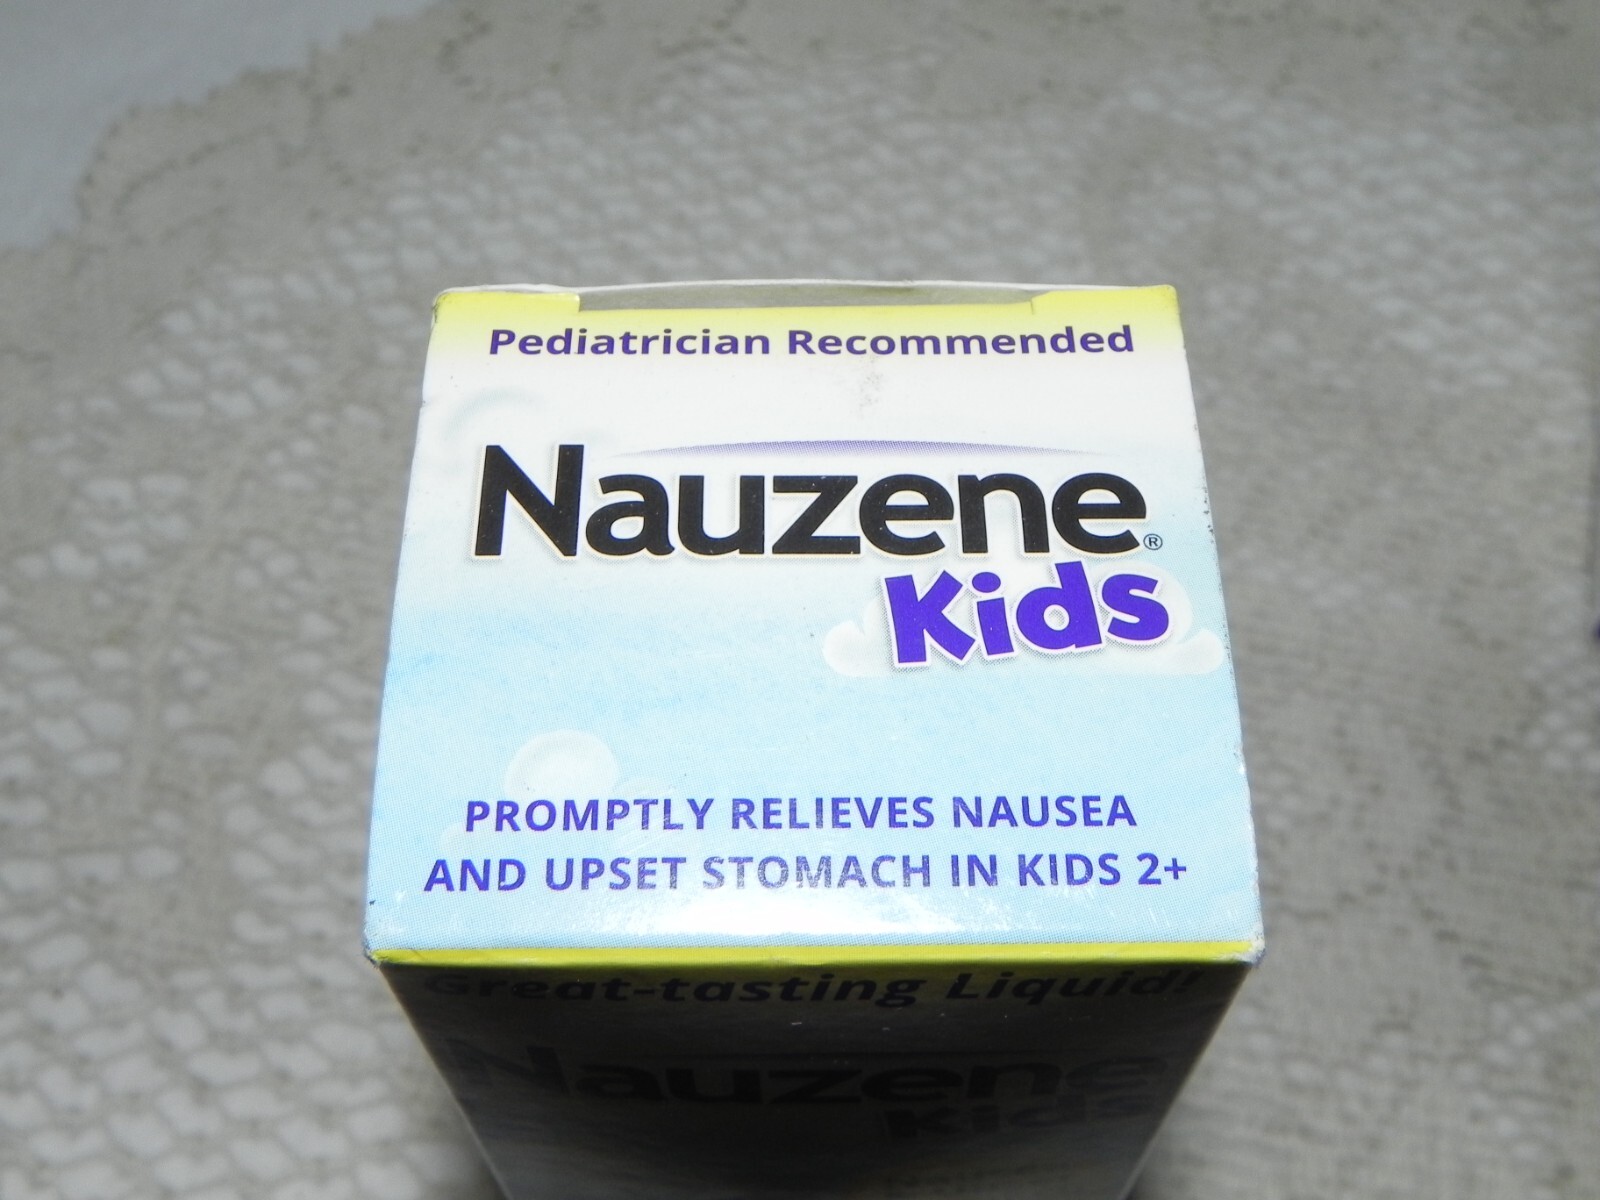 Pediatrician Recommended
Nauzene®
Kids
PROMPTLY RELIEVES NAUSEA
AND UPSET STOMACH IN KIDS 2+
Great-tasting Liquid!
Nauzene
Kids